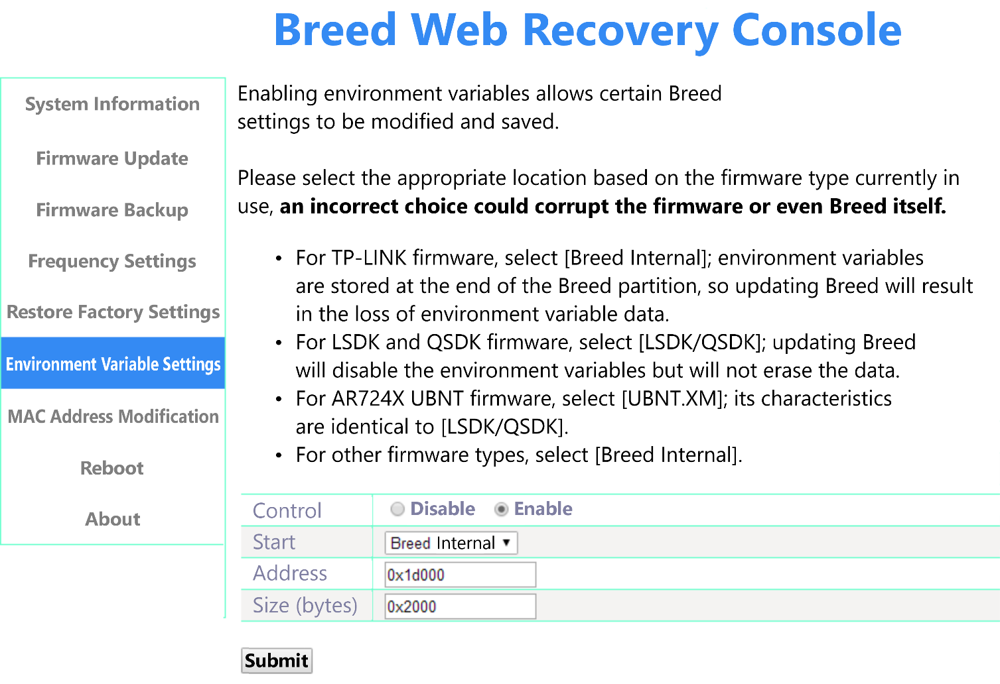 Breed Web Recovery Console
System Information
Firmware Update
Firmware Backup
Frequency Settings
Restore Factory Settings
Environment Variable Settings
MAC Address Modification
Reboot
About
Enabling environment variables allows certain Breed
settings to be modified and saved.
Please select the appropriate location based on the firmware type currently in
use, an incorrect choice could corrupt the firmware or even Breed itself.
• For TP-LINK firmware, select [Breed Internal]; environment variables
are stored at the end of the Breed partition, so updating Breed will result
in the loss of environment variable data.
• For LSDK and QSDK firmware, select [LSDK/QSDK]; updating Breed
will disable the environment variables but will not erase the data.
• For AR724X UBNT firmware, select [UBNT.XM]; its characteristics
are identical to [LSDK/QSDK].
• For other firmware types, select [Breed Internal].
Control Disable Enable
Start Breed Internal
Address 0x1d000
Size (bytes) 0x2000
Submit